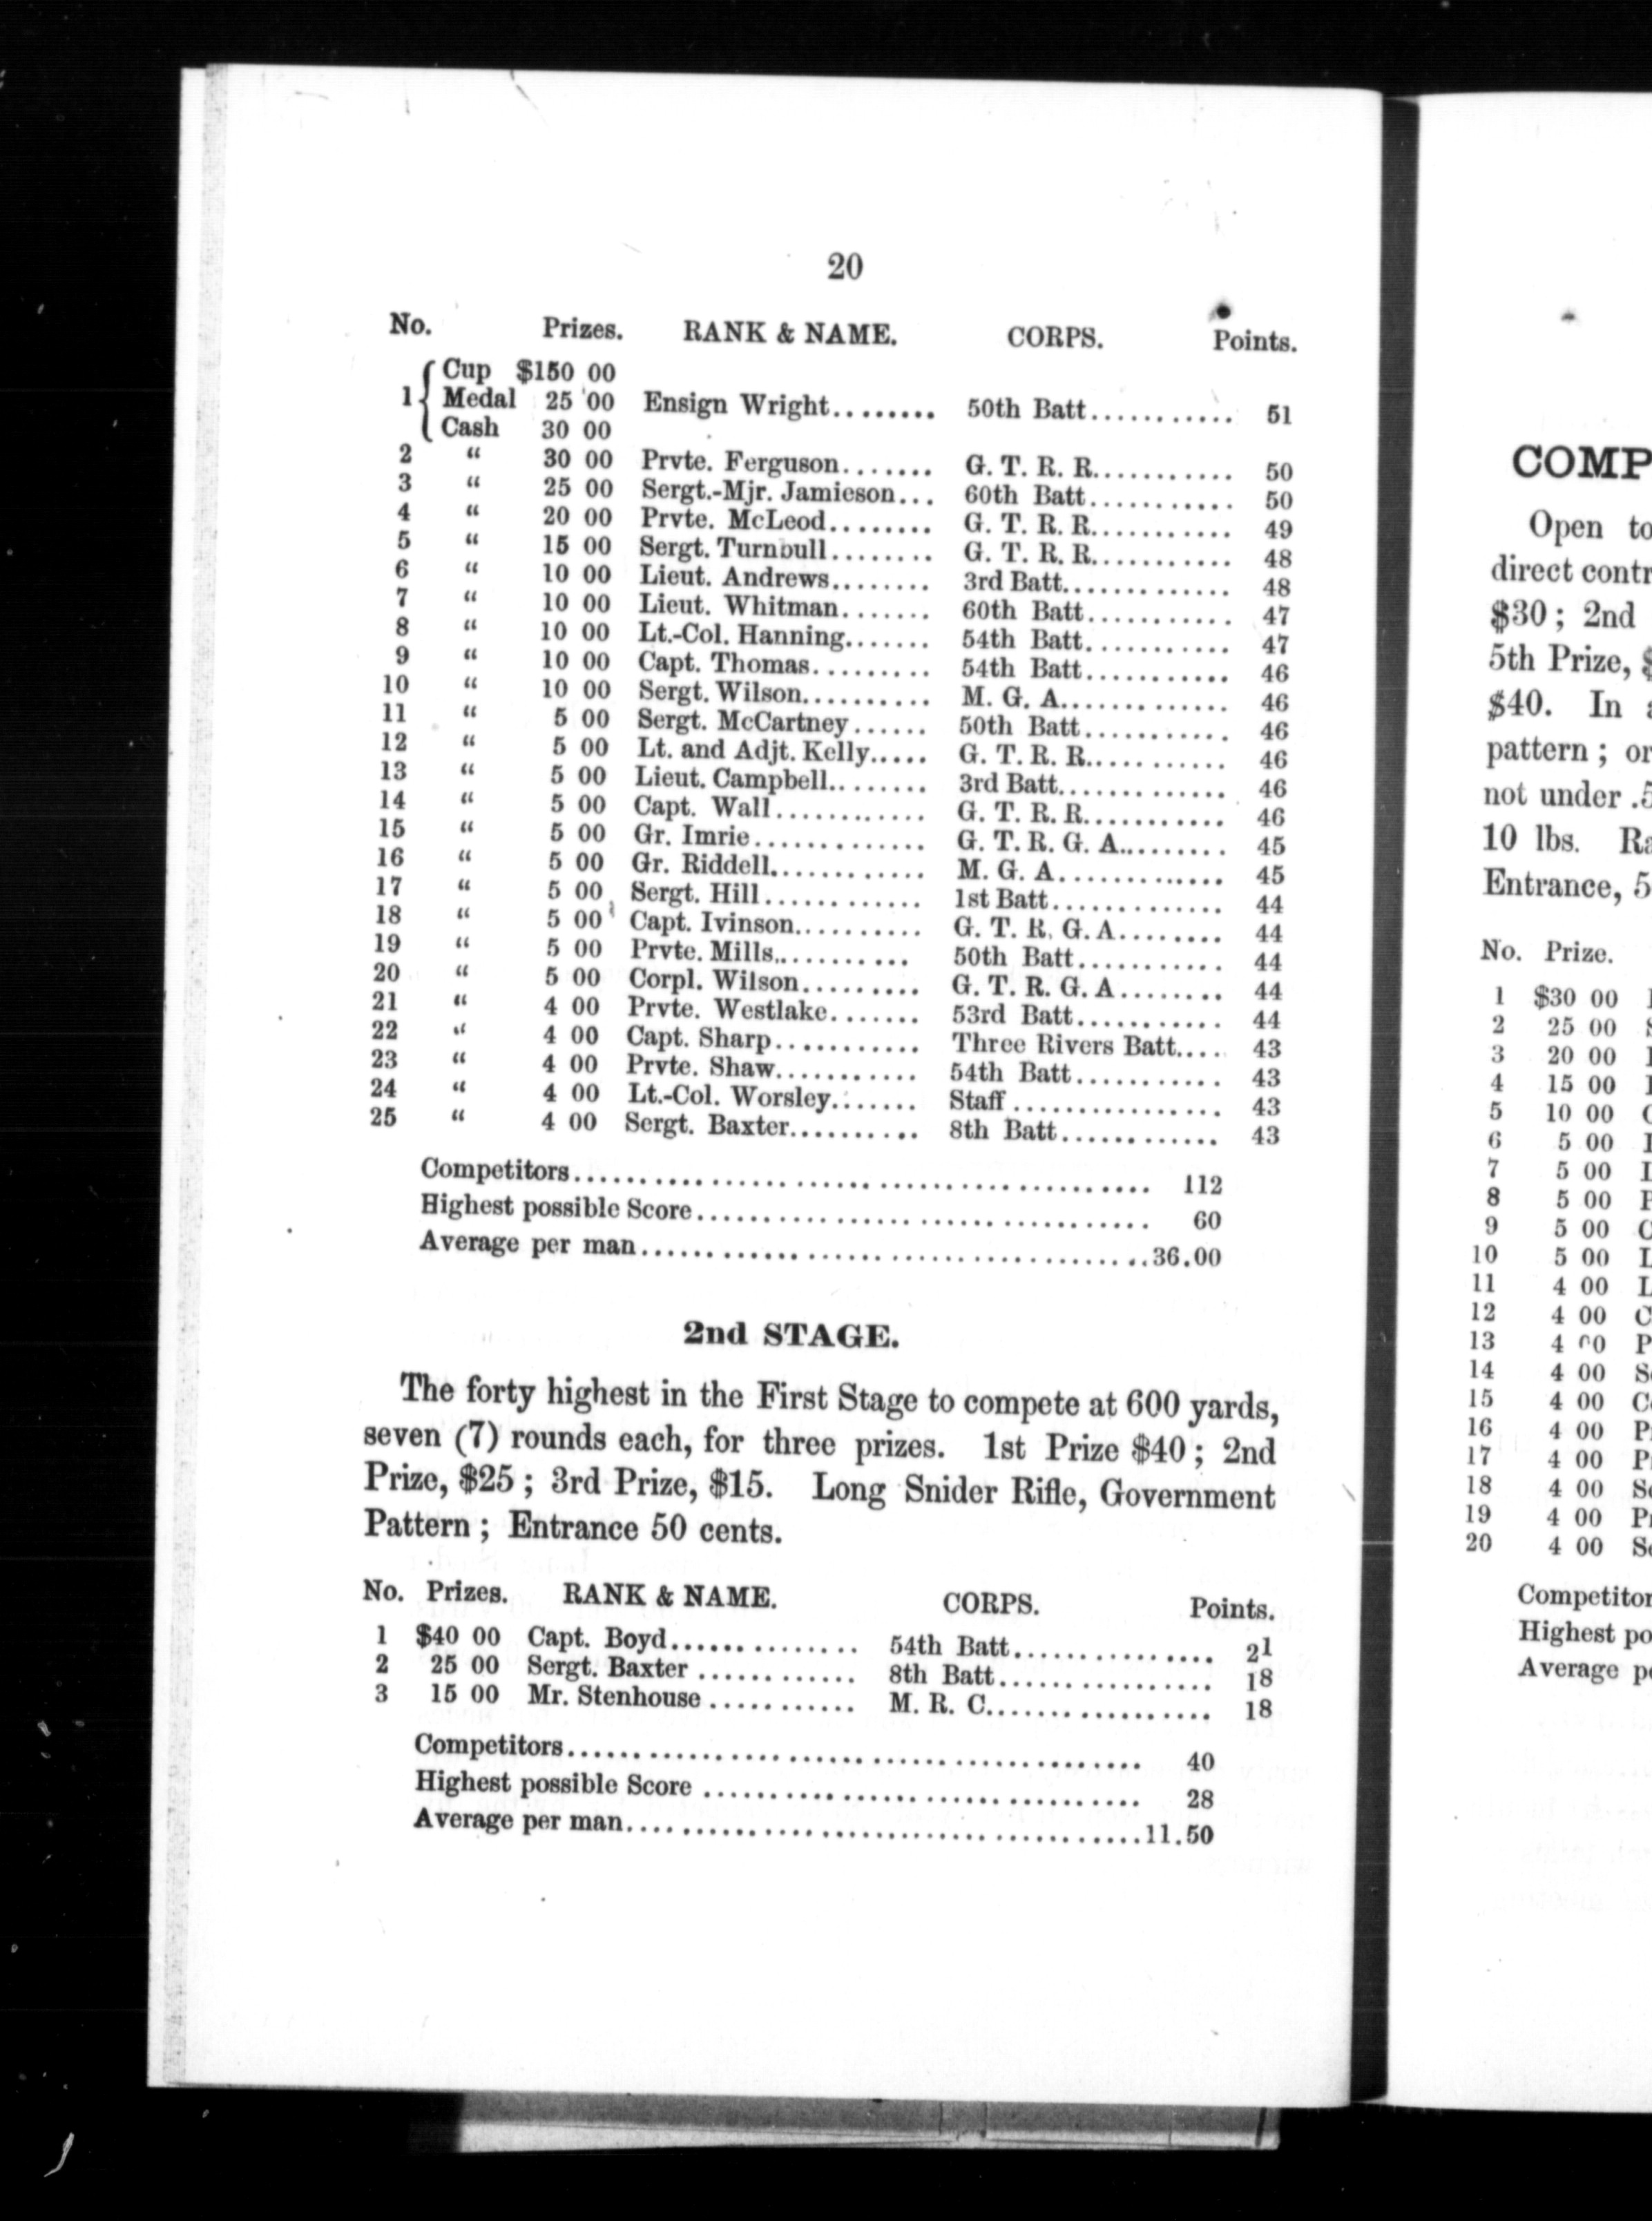 20
No. Prizes. RANK & NAME. CORPS. Points.
Cup $150 00
1 Medal 25 00 Ensign Wright........ 50th Batt........... 51
Cash 30 00
2 “ 30 00 Prvte. Ferguson....... G. T. R. R........... 50
3 “ 25 00 Sergt.-Mjr. Jamieson... 60th Batt........... 50
4 “ 20 00 Prvte. McLeod........ G. T. R. R........... 49
5 “ 15 00 Sergt. Turnbull........ G. T. R. R........... 48
6 “ 10 00 Lieut. Andrews........ 3rd Batt............. 48
7 “ 10 00 Lieut. Whitman....... 60th Batt........... 47
8 “ 10 00 Lt.-Col. Hanning....... 54th Batt........... 47
9 “ 10 00 Capt. Thomas......... 54th Batt........... 46
10 “ 10 00 Sergt. Wilson.......... M. G. A............. 46
11 “ 5 00 Sergt. McCartney...... 50th Batt........... 46
12 “ 5 00 Lt. and Adjt. Kelly..... G. T. R. R........... 46
13 “ 5 00 Lieut. Campbell........ 3rd Batt............. 46
14 “ 5 00 Capt. Wall............ G. T. R. R........... 46
15 “ 5 00 Gr. Imrie............. G. T. R. G. A......... 45
16 “ 5 00 Gr. Riddell............ M. G. A............. 45
17 “ 5 00 Sergt. Hill............ 1st Batt............. 44
18 “ 5 00 Capt. Ivinson.......... G. T. R. G. A........ 44
19 “ 5 00 Prvte. Mills........... 50th Batt........... 44
20 “ 5 00 Corpl. Wilson......... G. T. R. G. A........ 44
21 “ 4 00 Prvte. Westlake....... 53rd Batt........... 44
22 “ 4 00 Capt. Sharp........... Three Rivers Batt.... 43
23 “ 4 00 Prvte. Shaw........... 54th Batt........... 43
24 “ 4 00 Lt.-Col. Worsley....... Staff................ 43
25 “ 4 00 Sergt. Baxter.......... 8th Batt............ 43
Competitors............................................. 112
Highest possible Score................................... 60
Average per man.......................................36.00
2nd STAGE.
The forty highest in the First Stage to compete at 600 yards,
seven (7) rounds each, for three prizes. 1st Prize $40; 2nd
Prize, $25; 3rd Prize, $15. Long Snider Rifle, Government
Pattern; Entrance 50 cents.
No. Prizes. RANK & NAME. CORPS. Points.
1 $40 00 Capt. Boyd.............. 54th Batt............... 21
2 25 00 Sergt. Baxter............ 8th Batt................ 18
3 15 00 Mr. Stenhouse........... M. R. C................. 18
Competitors............................................. 40
Highest possible Score.................................. 28
Average per man........................................11.50
COMP
Open to
direct contr
$30; 2nd
5th Prize,
$40. In
pattern; or
not under .5
10 lbs.
Entrance, 5
No. Prize.
1 $30 00
2 25 00
3 20 00
4 15 00
5 10 00
6 5 00
7 5 00
8 5 00
9 5 00
10 5 00
11 4 00
12 4 00
13 4 00
14 4 00
15 4 00
16 4 00
17 4 00
18 4 00
19 4 00
20 4 00
Competitor
Highest po
Average pe